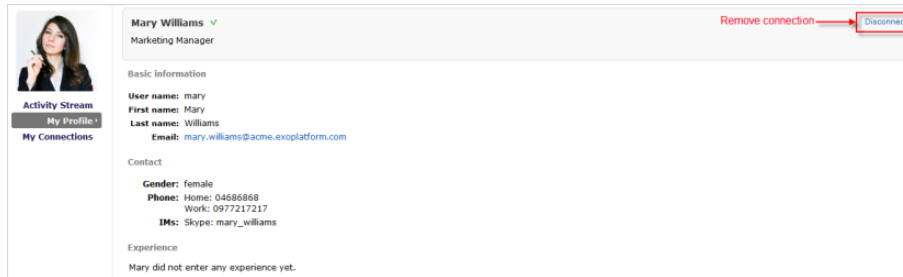 Mary Williams
Remove connection
Disconnec
Marketing Manager
Basic information
Activity Stream
My Profile
My Connections
User name: mary
First name: Mary
Last name: Williams
Email: mary.williams@acme.exoplatform.com
Contact
Gender: female
Phone: Home: 04686868
Work: 0977217217
IMs: Skype: mary_williams
Experience
Mary did not enter any experience yet.